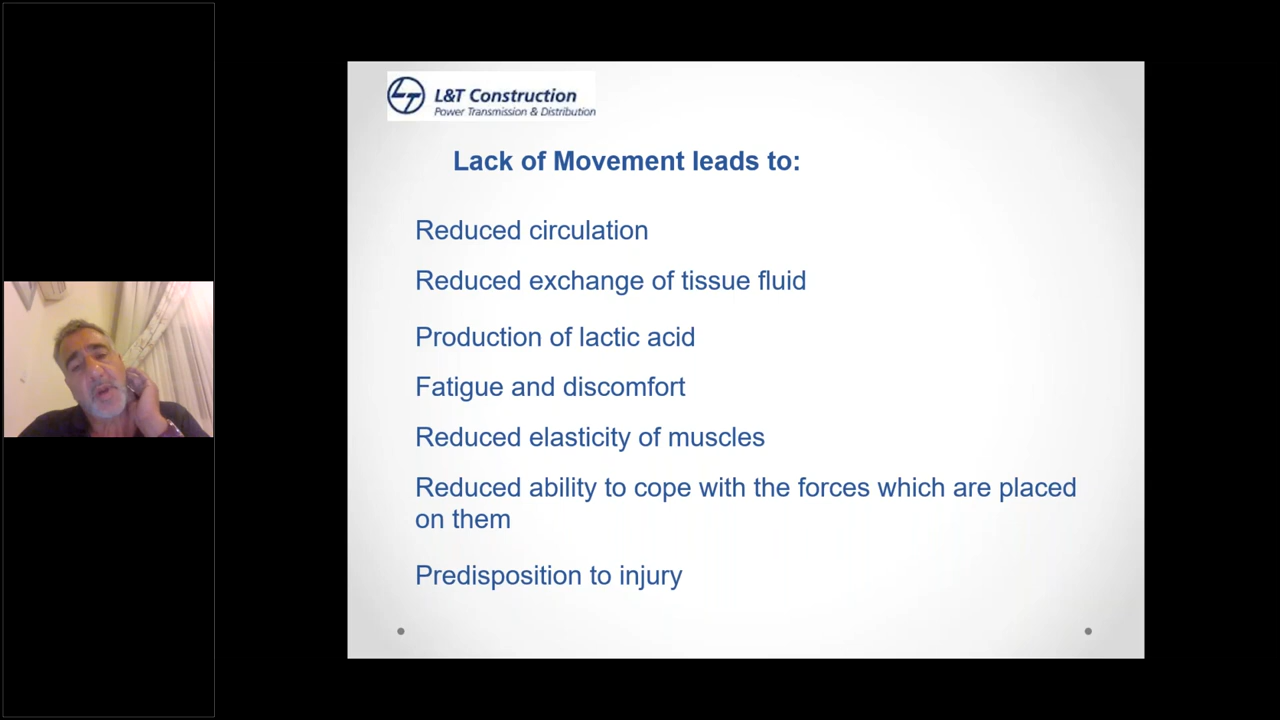 L&T Construction
Power Transmission & Distribution
Lack of Movement leads to:
Reduced circulation
Reduced exchange of tissue fluid
Production of lactic acid
Fatigue and discomfort
Reduced elasticity of muscles
Reduced ability to cope with the forces which are placed
on them
Predisposition to injury